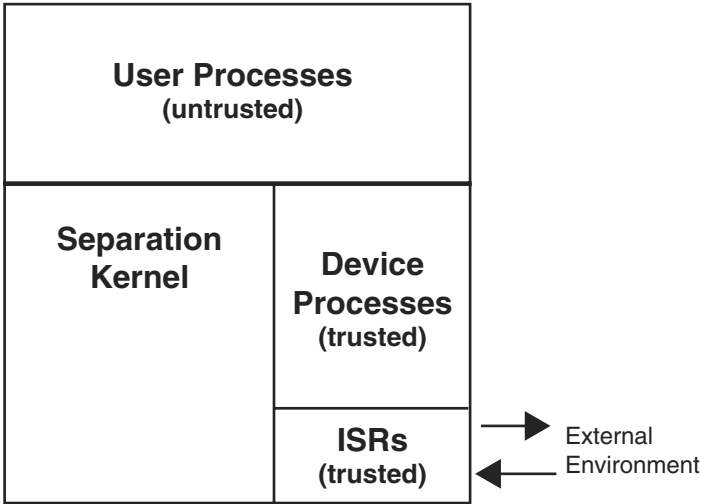 User Processes
(untrusted)
Separation
Kernel
Device
Processes
(trusted)
ISRs
(trusted)
External
Environment